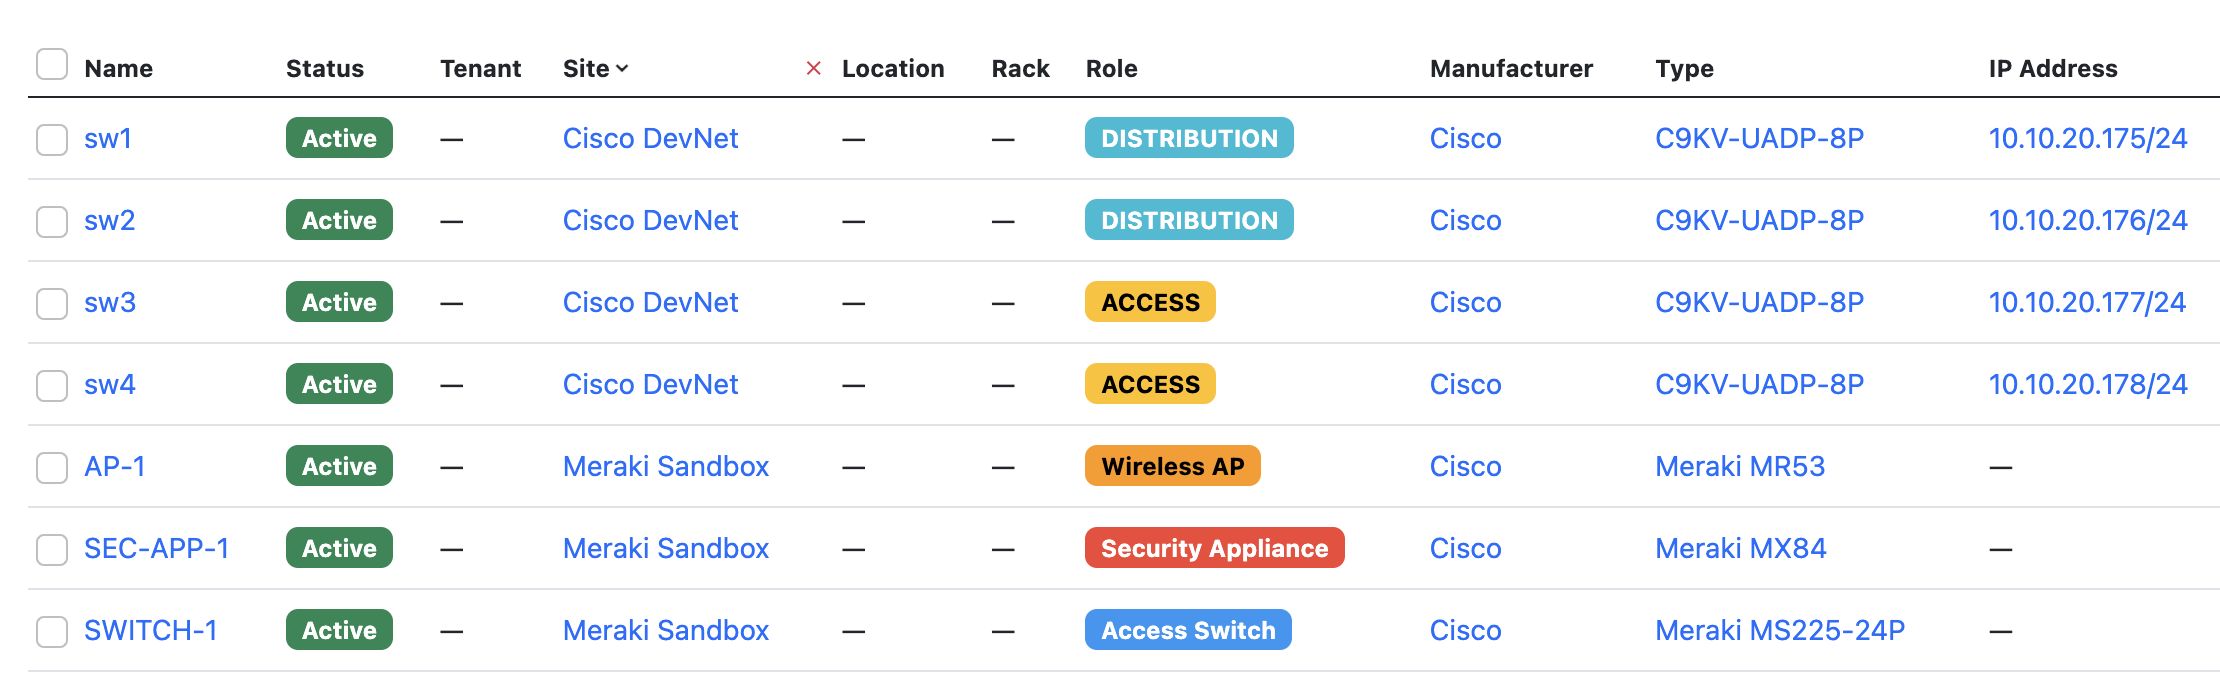 Name Status Tenant Site Location Rack Role Manufacturer Type IP Address
sw1 Active — Cisco DevNet — — DISTRIBUTION Cisco C9KV-UADP-8P 10.10.20.175/24
sw2 Active — Cisco DevNet — — DISTRIBUTION Cisco C9KV-UADP-8P 10.10.20.176/24
sw3 Active — Cisco DevNet — — ACCESS Cisco C9KV-UADP-8P 10.10.20.177/24
sw4 Active — Cisco DevNet — — ACCESS Cisco C9KV-UADP-8P 10.10.20.178/24
AP-1 Active — Meraki Sandbox — — Wireless AP Cisco Meraki MR53 —
SEC-APP-1 Active — Meraki Sandbox — — Security Appliance Cisco Meraki MX84 —
SWITCH-1 Active — Meraki Sandbox — — Access Switch Cisco Meraki MS225-24P —